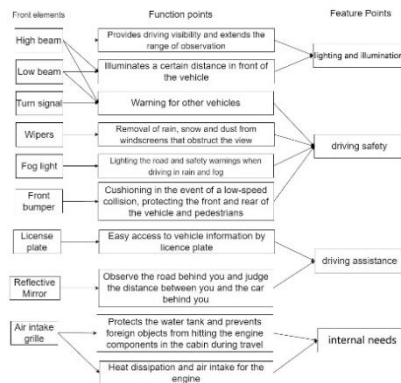 Front elements
Function points
Feature Points
High beam
Provides driving visibility and extends the
range of observation
lighting and illumination
Low beam
Illuminates a certain distance in front of
the vehicle
Turn signal
Warning for other vehicles
Wipers
Removal of rain, snow and dust from
windscreens that obstruct the view
driving safety
Fog light
Lighting the road and safety warnings when
driving in rain and fog
Front
bumper
Cushioning in the event of a low-speed
collision, protecting the front and rear of
the vehicle and pedestrians
License
plate
Easy access to vehicle information by
licence plate
driving assistance
Reflective
Mirror
Observe the road behind you and judge
the distance between you and the car
behind you
Air intake
grille
Protects the water tank and prevents
foreign objects from hitting the engine
components in the cabin during travel
internal needs
Heat dissipation and air intake for the
engine